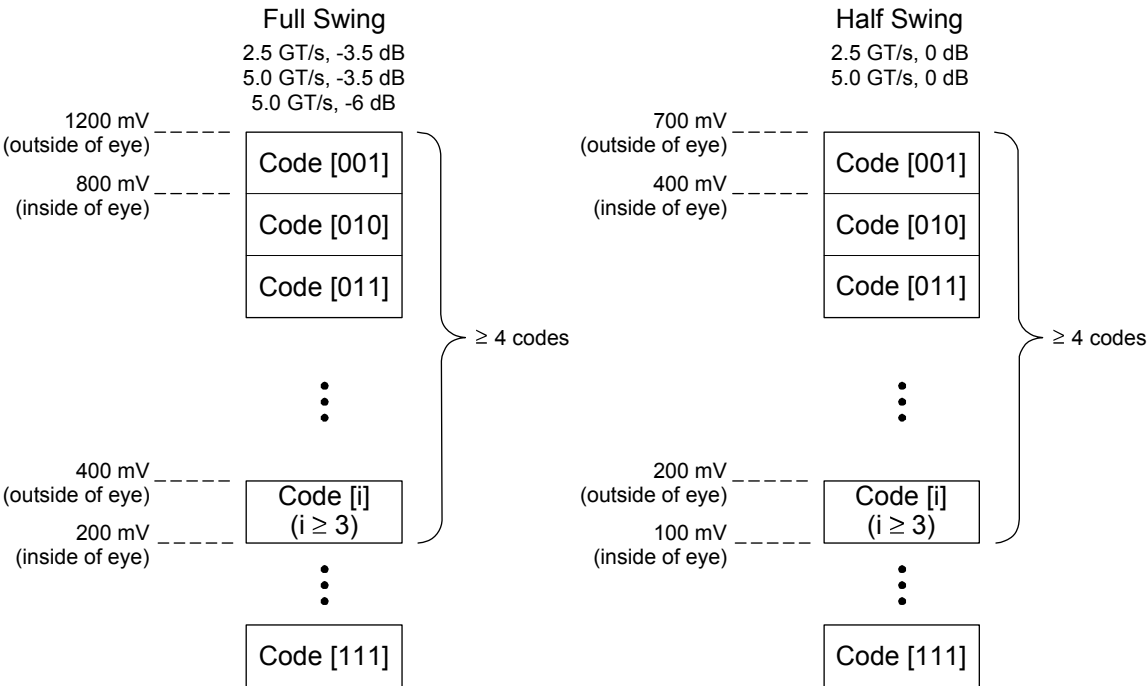 Full Swing
2.5 GT/s, -3.5 dB
5.0 GT/s, -3.5 dB
5.0 GT/s, -6 dB
1200 mV
(outside of eye)
800 mV
(inside of eye)
Code [001]
Code [010]
Code [011]
≥ 4 codes
400 mV
(outside of eye)
200 mV
(inside of eye)
Code [i]
(i ≥ 3)
Code [111]
Half Swing
2.5 GT/s, 0 dB
5.0 GT/s, 0 dB
700 mV
(outside of eye)
400 mV
(inside of eye)
Code [001]
Code [010]
Code [011]
≥ 4 codes
200 mV
(outside of eye)
100 mV
(inside of eye)
Code [i]
(i ≥ 3)
Code [111]